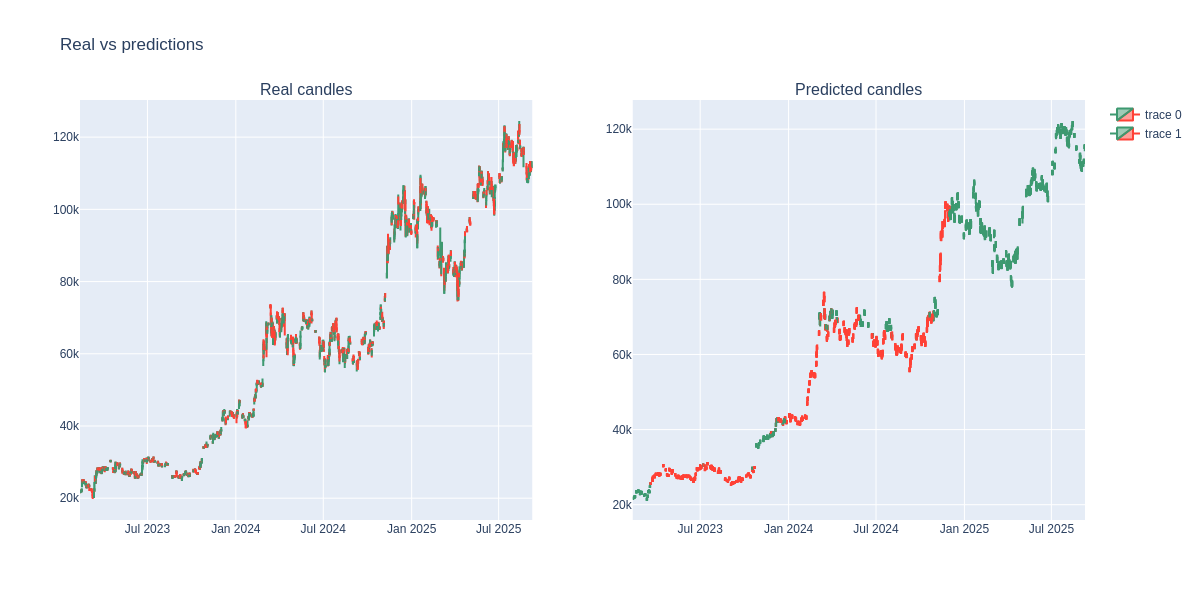 Real vs predictions
Real candles
Predicted candles
trace 0
trace 1
120k
100k
80k
60k
40k
20k
Jul 2023
Jan 2024
Jul 2024
Jan 2025
Jul 2025
120k
100k
80k
60k
40k
20k
Jul 2023
Jan 2024
Jul 2024
Jan 2025
Jul 2025